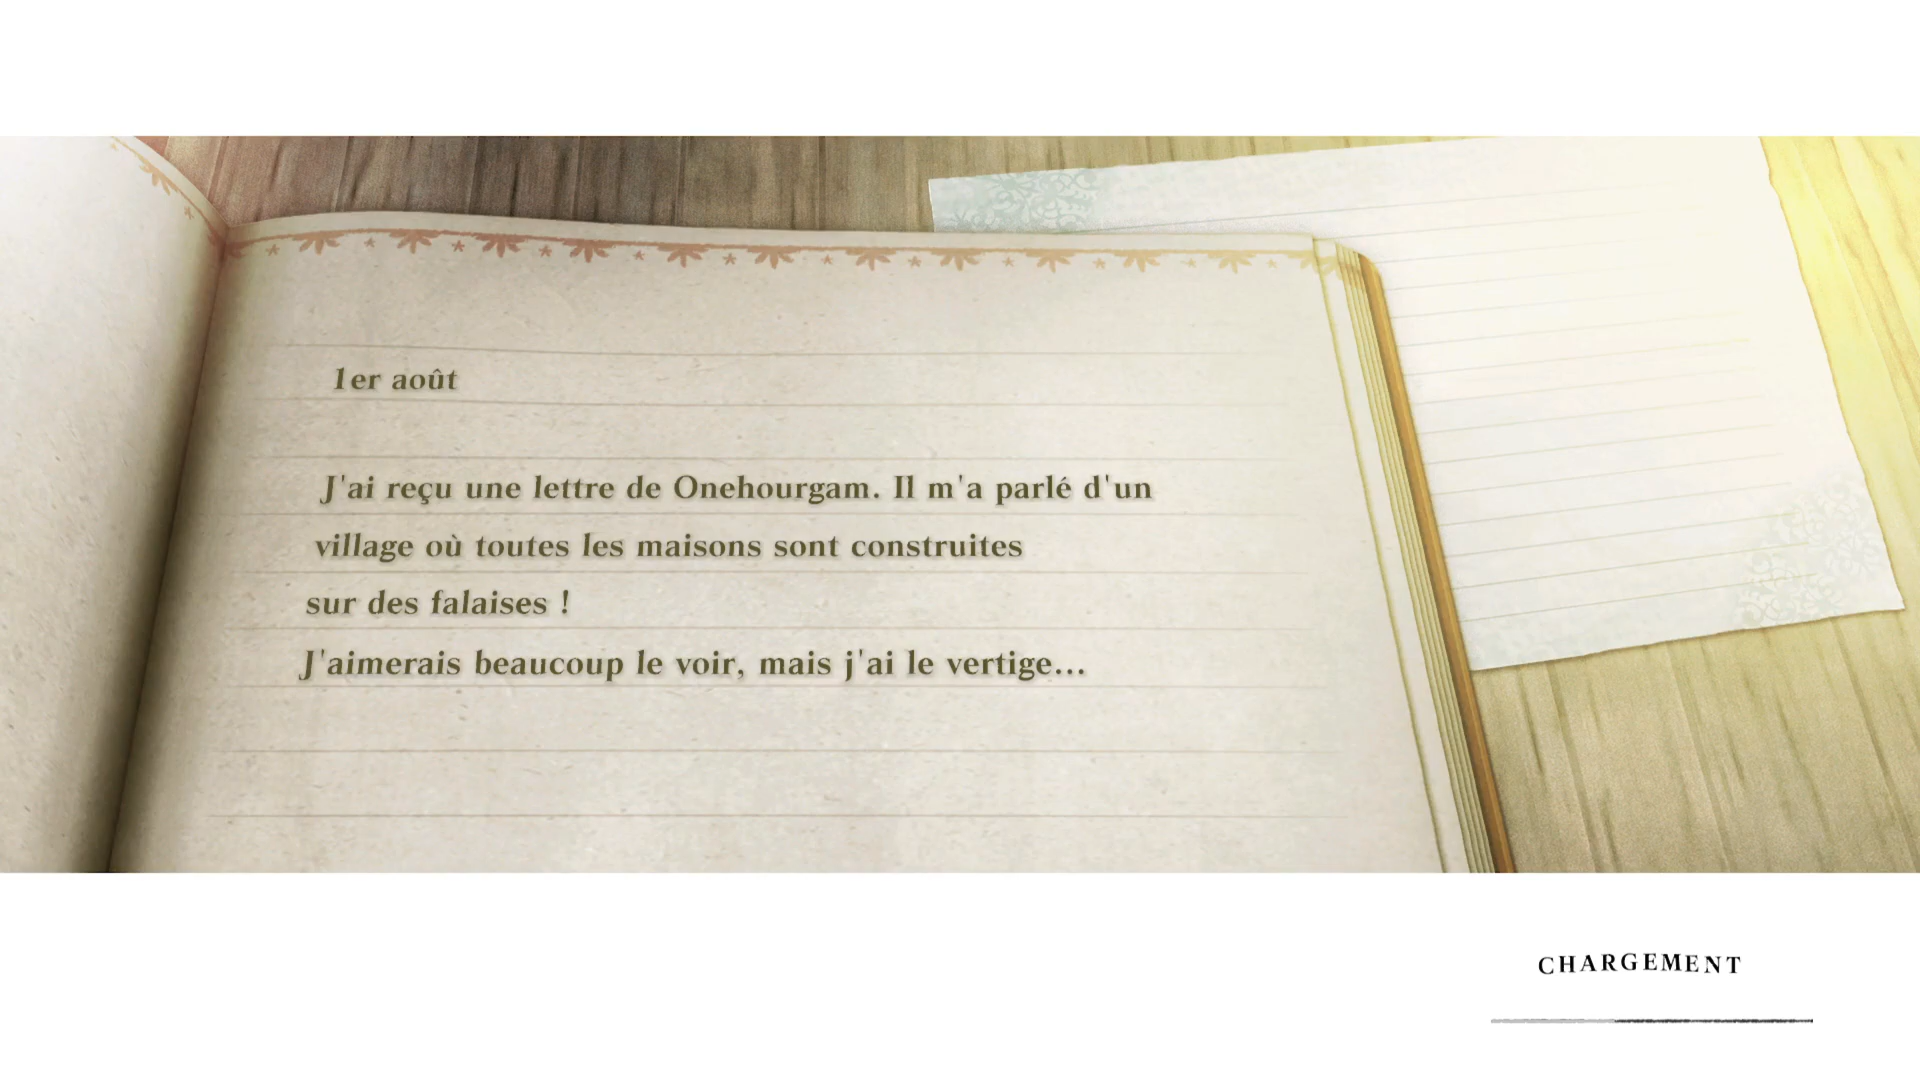 1er août
J'ai reçu une lettre de Onehourgam. Il m'a parlé d'un
village où toutes les maisons sont construites
sur des falaises !
J'aimerais beaucoup le voir, mais j'ai le vertige...
CHARGEMENT